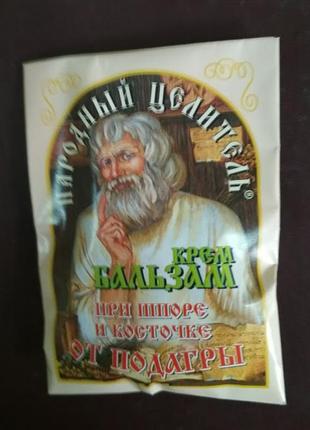 НАРОДНЫЙ ЦЕЛИТЕЛЬ®
КРЕМ
БАЛЬЗАМ
ПРИ ШПОРЕ
И КОСТОЧКЕ
ОТ ПОДАГРЫ